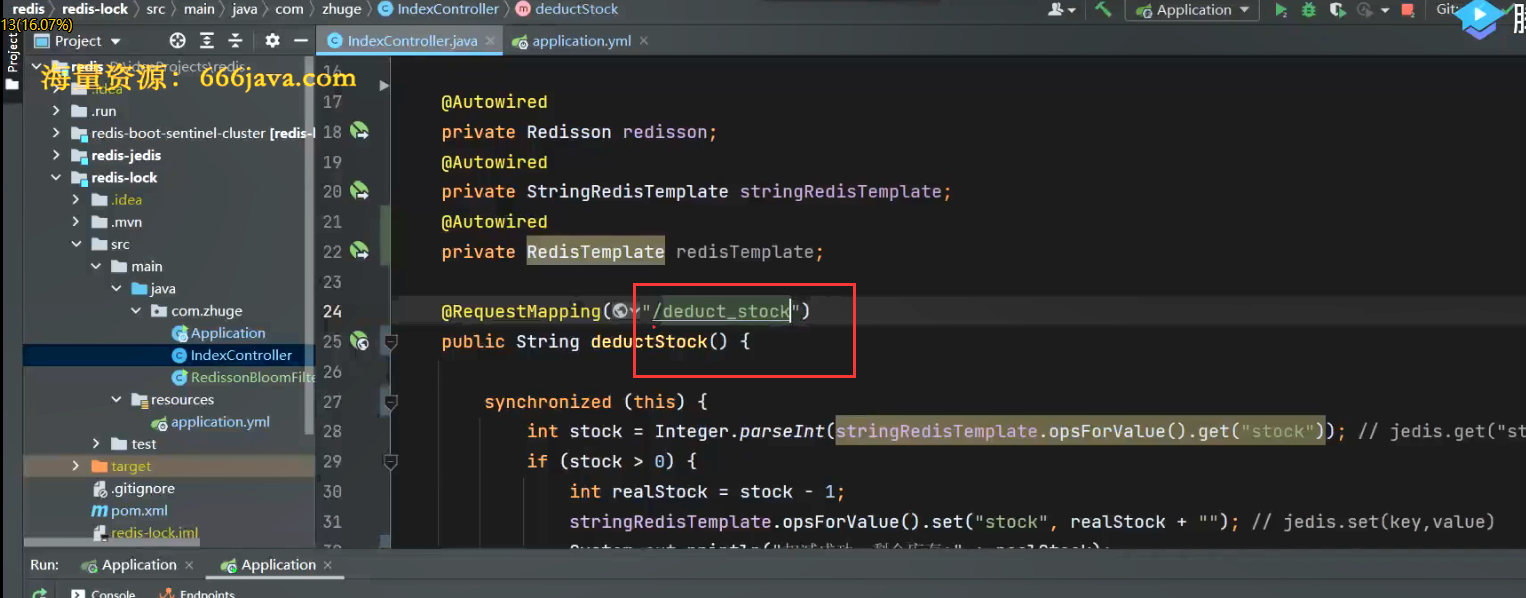 redis redis-lock src main java com zhuge IndexController deductStock Application Git:
13(16.07%)
Project IndexController.java application.yml
Project
redis D:\ideaProjects\redis
海量资源：666java.com
.idea
.run
redis-boot-sentinel-cluster [redis-
redis-jedis
redis-lock
.idea
.mvn
src
main
java
com.zhuge
Application
IndexController
RedissonBloomFilte
resources
application.yml
test
target
.gitignore
pom.xml
redis-lock.iml
16
17 @Autowired
18 private Redisson redisson;
19 @Autowired
20 private StringRedisTemplate stringRedisTemplate;
21 @Autowired
22 private RedisTemplate redisTemplate;
23
24 @RequestMapping("/deduct_stock")
25 public String deductStock() {
26
27 synchronized (this) {
28 int stock = Integer.parseInt(stringRedisTemplate.opsForValue().get("stock")); // jedis.get("st
29 if (stock > 0) {
30 int realStock = stock - 1;
31 stringRedisTemplate.opsForValue().set("stock", realStock + ""); // jedis.set(key,value)
Run: Application Application
Console Endpoints